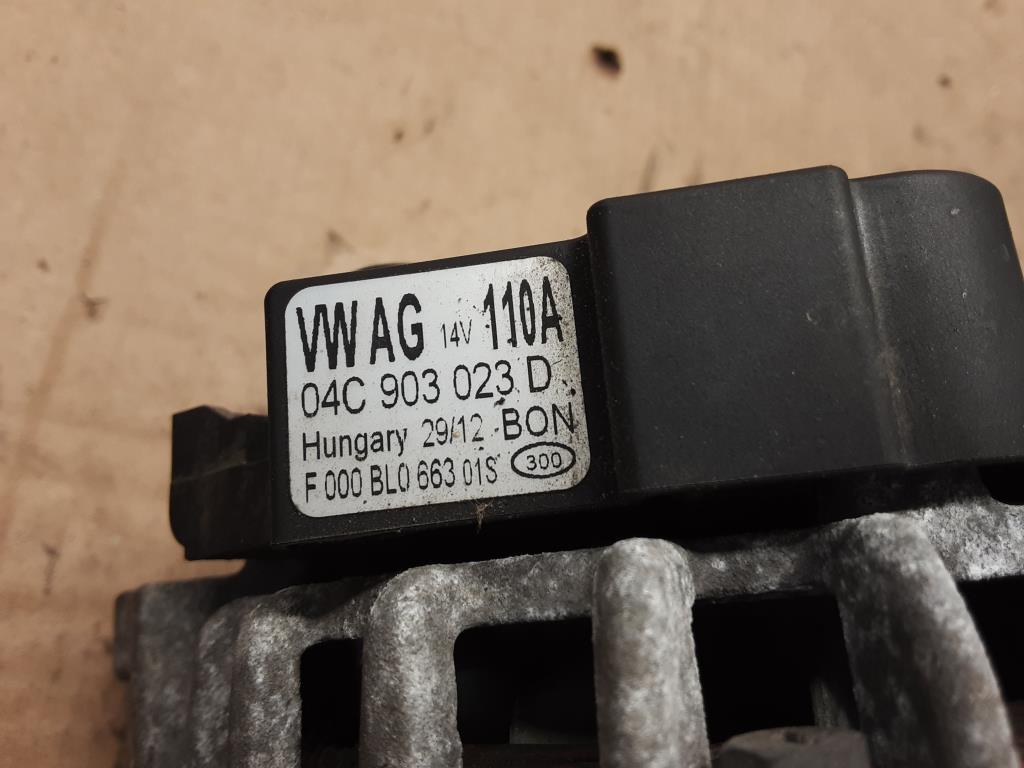 VW AG 14V 110A
04C 903 023 D
Hungary 29/12 BON
F 000 BL0 663 01S 300